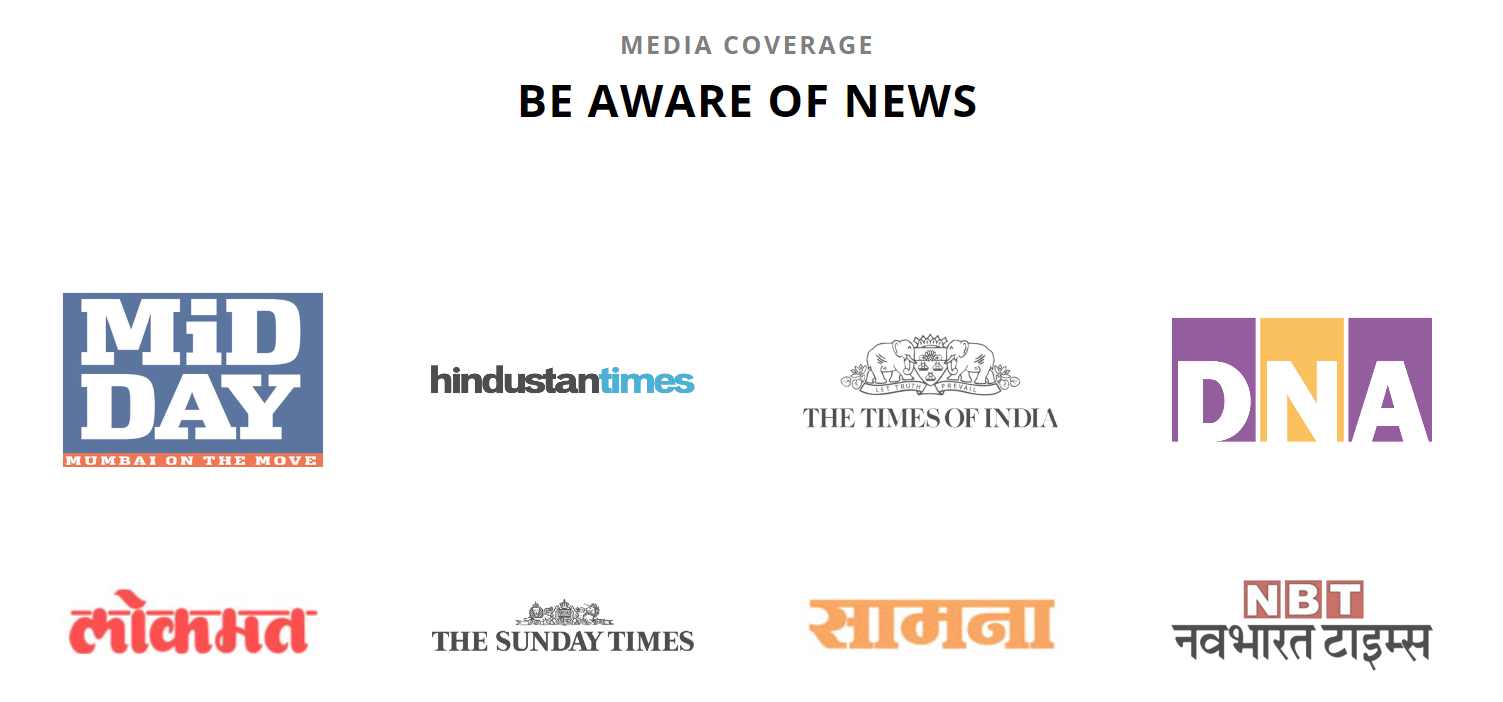 MEDIA COVERAGE
BE AWARE OF NEWS
MiD
DAY
MUMBAI ON THE MOVE
hindustantimes
LET TRUTH PREVAIL
THE TIMES OF INDIA
DNA
लोकमत
THE SUNDAY TIMES
सामना
NBT
नवभारत टाइम्स